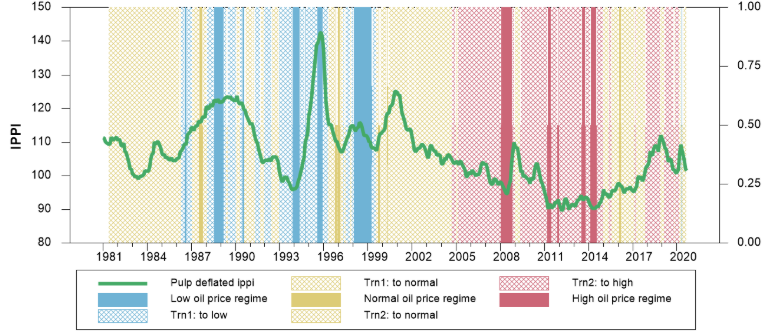 150 1.00
140
130 0.75
120
110 0.50
100 0.25
90
80 0.00
IPPI
1981 1984 1987 1990 1993 1996 1999 2002 2005 2008 2011 2014 2017 2020
Pulp deflated ippi Trn1: to normal Trn2: to high
Low oil price regime Normal oil price regime High oil price regime
Trn1: to low Trn2: to normal